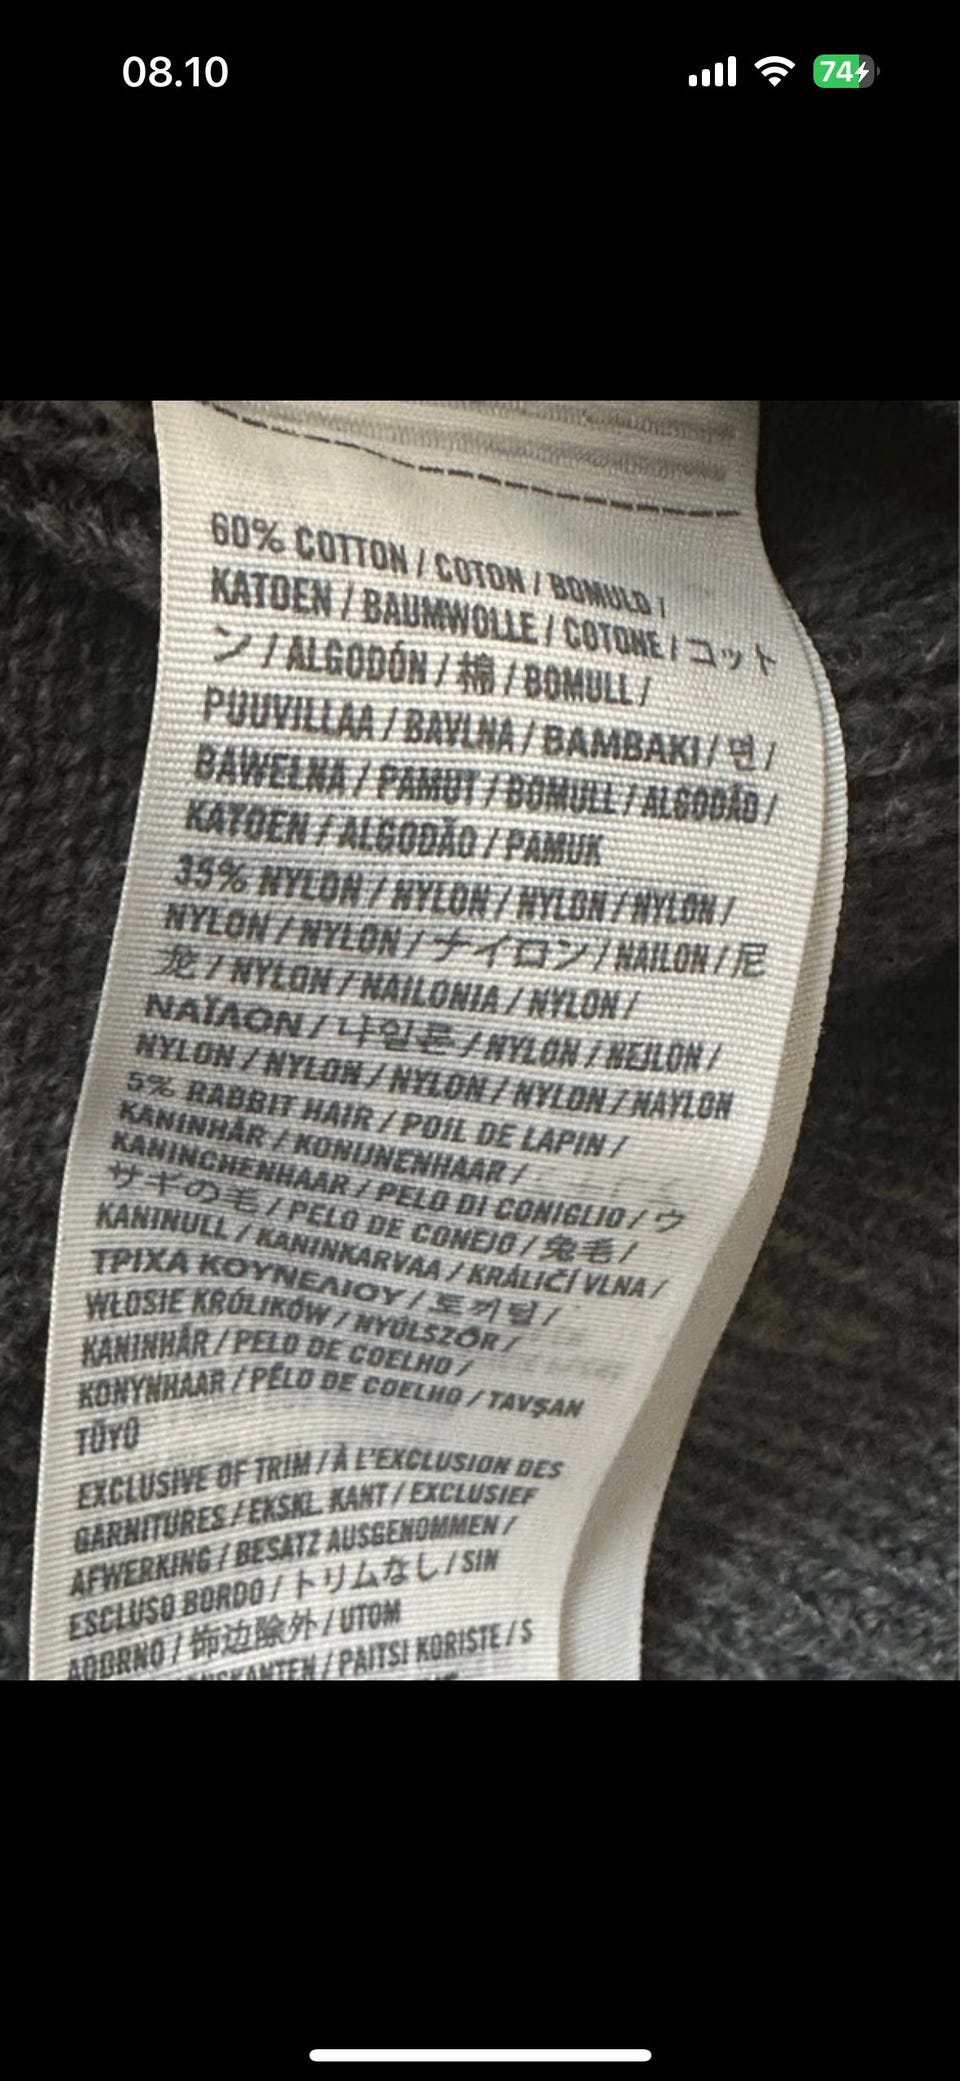 08.10
74
60% COTTON / COTON / BOMULD /
KATOEN / BAUMWOLLE / COTONE / コット
ン / ALGODÓN / 棉 / BOMULL /
PUUVILLAA / BAVLNA / BAMBAKI / 면 /
BAWEŁNA / PAMUT / BOMULL / ALGODÃO /
KATOEN / ALGODÃO / PAMUK
35% NYLON / NYLON / NYLON / NYLON /
NYLON / NYLON / ナイロン / NAILON / 尼
龙 / NYLON / NAILONIA / NYLON /
ΝΑΪΛΟΝ / 나일론 / NYLON / NEJLON /
NYLON / NYLON / NYLON / NYLON / NAYLON
5% RABBIT HAIR / POIL DE LAPIN /
KANINHÅR / KONIJNENHAAR /
KANINCHENHAAR / PELO DI CONIGLIO / ウ
サギの毛 / PELO DE CONEJO / 兔毛 /
KANINULL / KANINKARVAA / KRÁLIČÍ VLNA /
ΤΡΙΧΑ ΚΟΥΝΕΛΙΟΥ / 토끼털 /
WŁOSIE KRÓLIKÓW / NYÚLSZŐR /
KANINHÅR / PELO DE COELHO /
KONYNHAAR / PÊLO DE COELHO / TAVŞAN
TÜYÜ
EXCLUSIVE OF TRIM / À L'EXCLUSION DES
GARNITURES / EKSKL. KANT / EXCLUSIEF
AFWERKING / BESATZ AUSGENOMMEN /
ESCLUSO BORDO / トリムなし / SIN
ADORNO / 饰边除外 / UTOM
/ PAITSI KORISTE / S